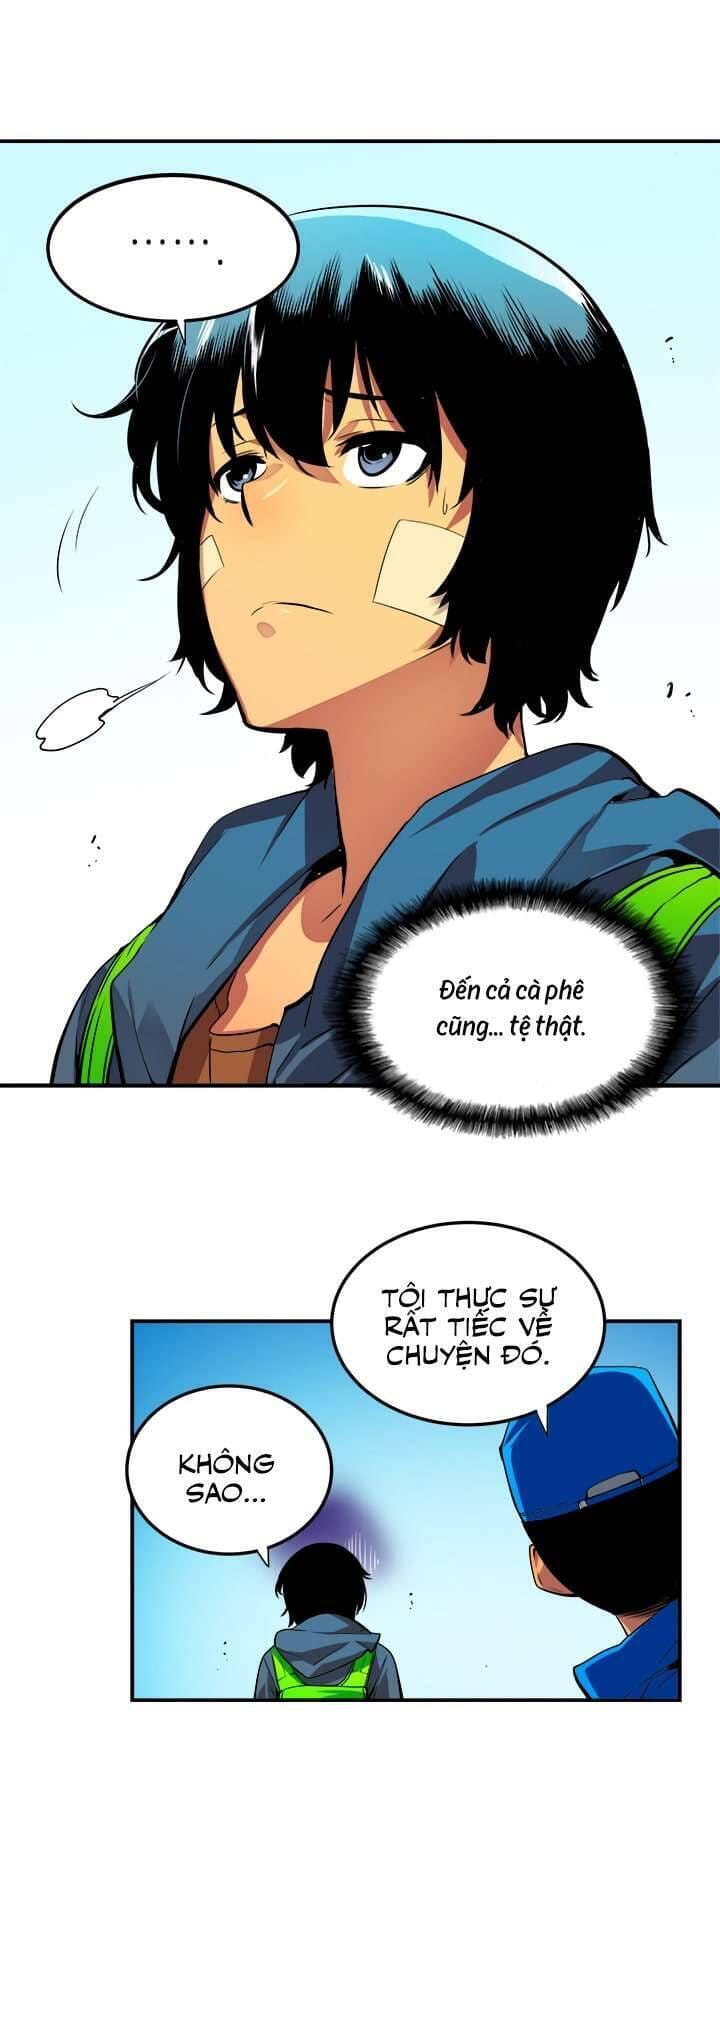 .......
Đến cả cà phê
cũng... tệ thật.
TÔI THỰC SỰ
RẤT TIẾC VỀ
CHUYỆN ĐÓ.
KHÔNG
SAO...